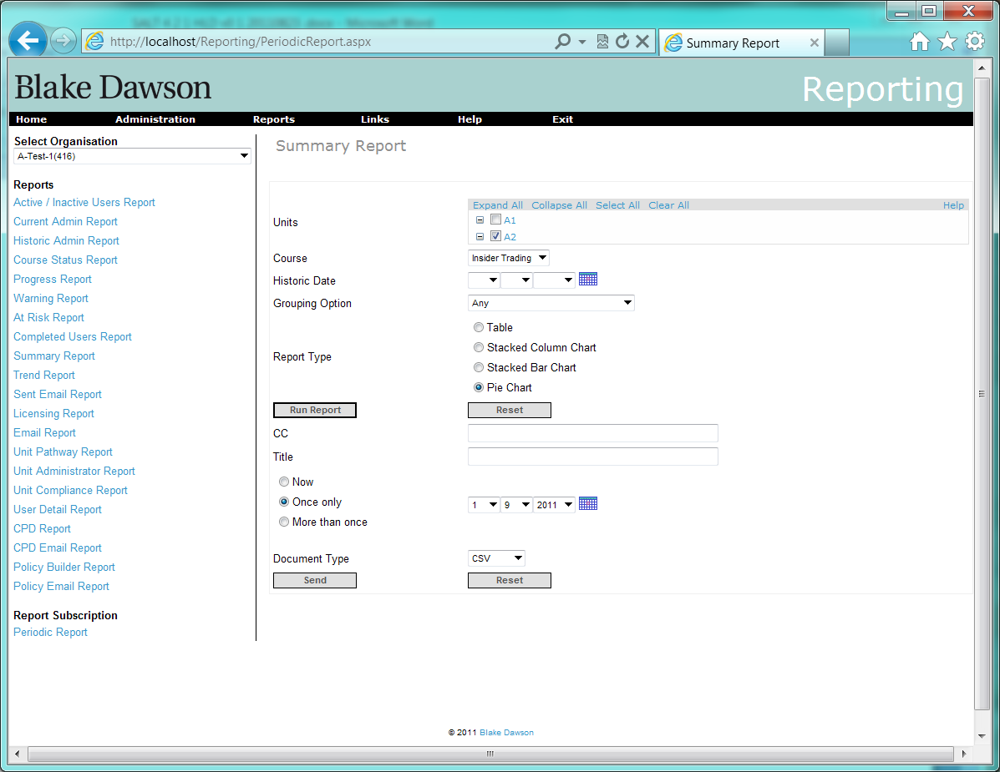 http://localhost/Reporting/PeriodicReport.aspx
Summary Report
Blake Dawson
Reporting
Home Administration Reports Links Help Exit
Select Organisation
A-Test-1(416)
Reports
Active / Inactive Users Report
Current Admin Report
Historic Admin Report
Course Status Report
Progress Report
Warning Report
At Risk Report
Completed Users Report
Summary Report
Trend Report
Sent Email Report
Licensing Report
Email Report
Unit Pathway Report
Unit Administrator Report
Unit Compliance Report
User Detail Report
CPD Report
CPD Email Report
Policy Builder Report
Policy Email Report
Report Subscription
Periodic Report
Summary Report
Expand All Collapse All Select All Clear All Help
Units
A1
A2
Course Insider Trading
Historic Date
Grouping Option Any
Report Type
Table
Stacked Column Chart
Stacked Bar Chart
Pie Chart
Run Report Reset
CC
Title
Now
Once only 1 9 2011
More than once
Document Type CSV
Send Reset
© 2011 Blake Dawson